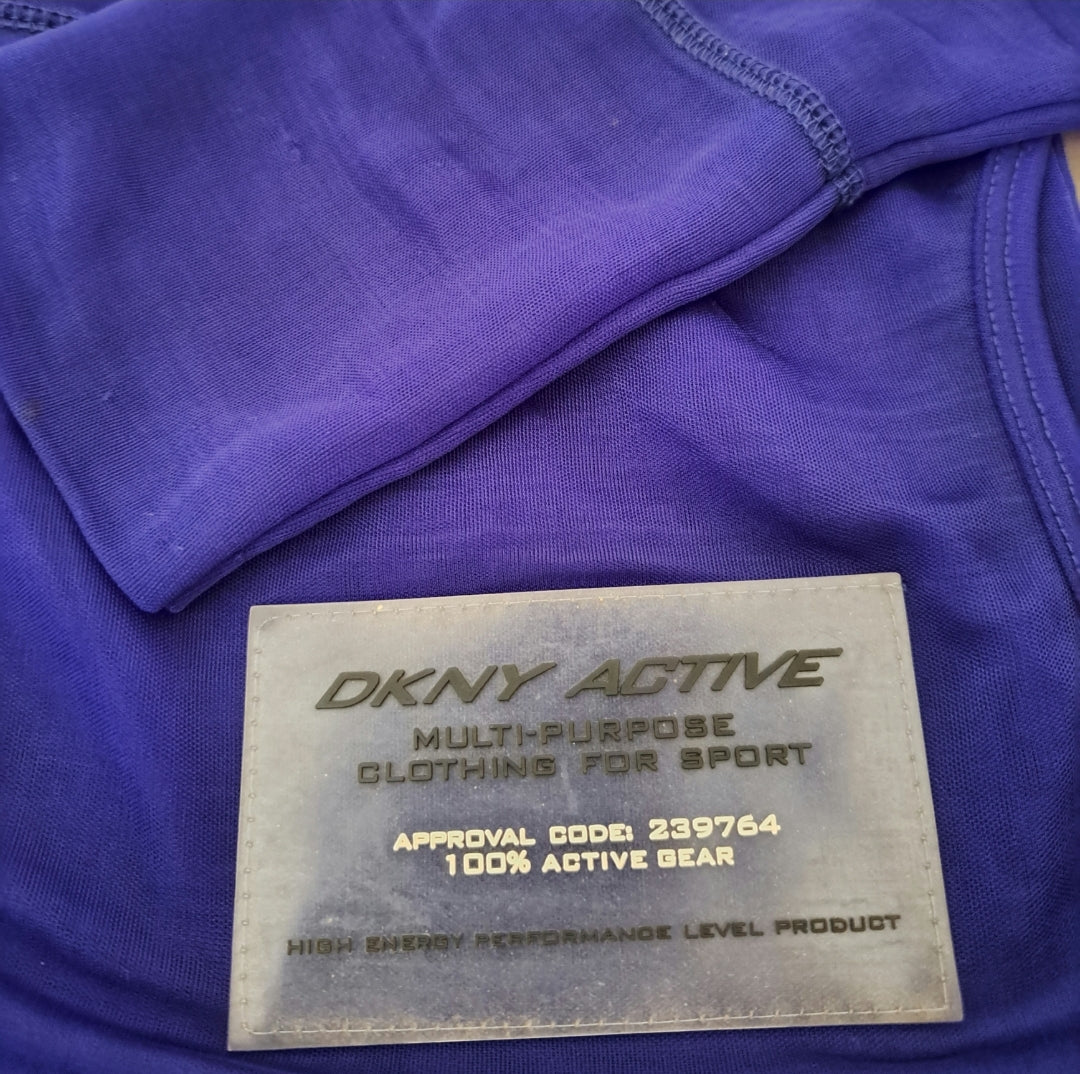 DKNY ACTIVE
MULTI-PURPOSE
CLOTHING FOR SPORT
APPROVAL CODE: 239764
100% ACTIVE GEAR
HIGH ENERGY PERFORMANCE LEVEL PRODUCT